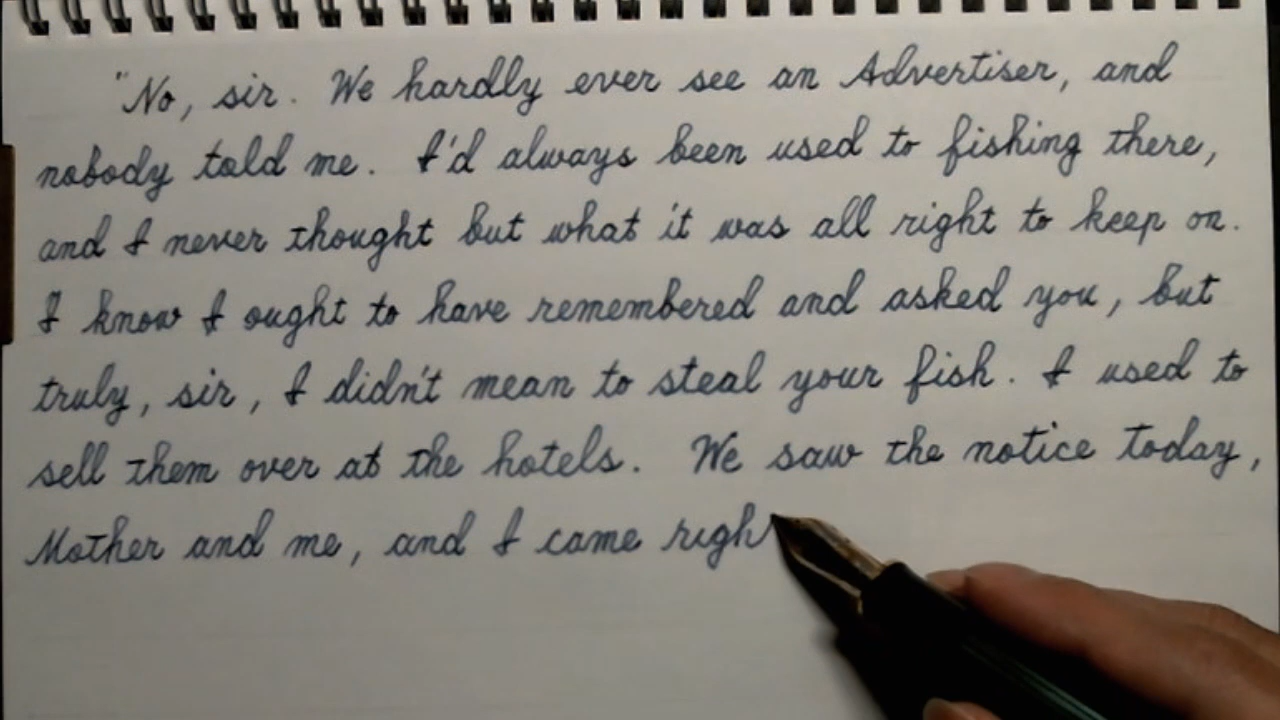 "No, sir. We hardly ever see an Advertiser, and
nobody told me. I'd always been used to fishing there,
and I never thought but what it was all right to keep on.
I know I ought to have remembered and asked you, but
truly, sir, I didn't mean to steal your fish. I used to
sell them over at the hotels. We saw the notice today,
Mother and me, and I came righ